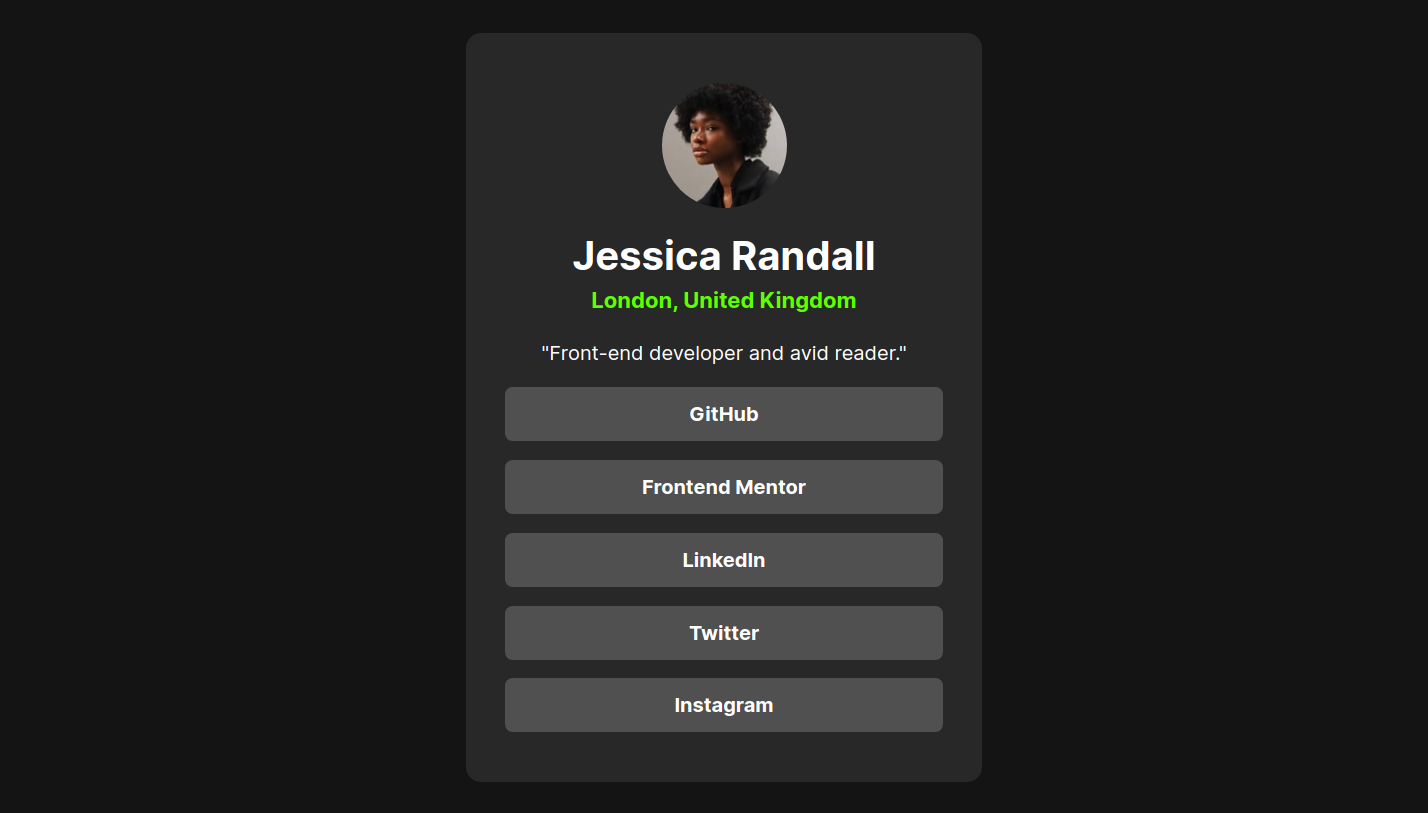 Jessica Randall
London, United Kingdom
"Front-end developer and avid reader."
GitHub
Frontend Mentor
LinkedIn
Twitter
Instagram